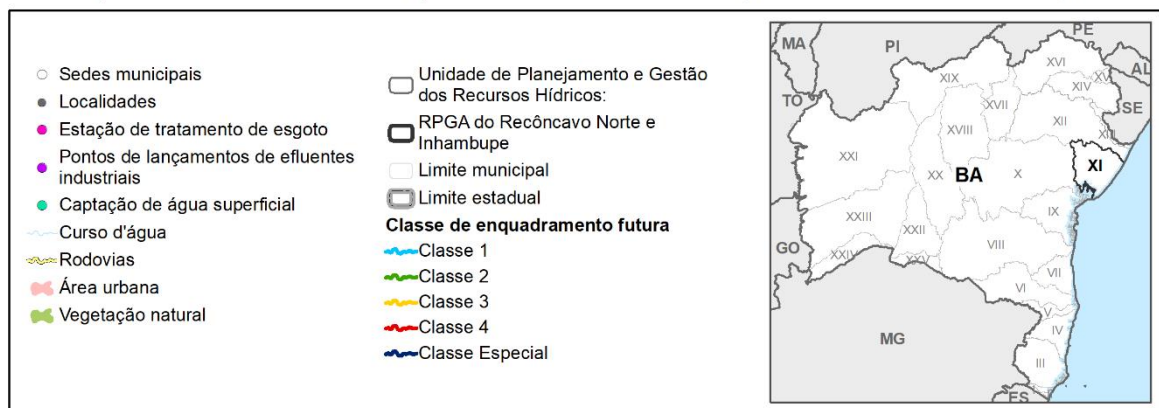 Sedes municipais
Localidades
Estação de tratamento de esgoto
Pontos de lançamentos de efluentes
industriais
Captação de água superficial
Curso d'água
Rodovias
Área urbana
Vegetação natural
Unidade de Planejamento e Gestão
dos Recursos Hídricos:
RPGA do Recôncavo Norte e
Inhambupe
Limite municipal
Limite estadual
Classe de enquadramento futura
Classe 1
Classe 2
Classe 3
Classe 4
Classe Especial
MA
PI
PE
AL
TO
SE
GO
MG
ES
BA
XIX
XVI
XV
XVII
XIV
XVIII
XII
XIII
XXI
XX
X
XI
IX
XXIII
XXII
VIII
XXIV
XXV
VII
VI
V
IV
III